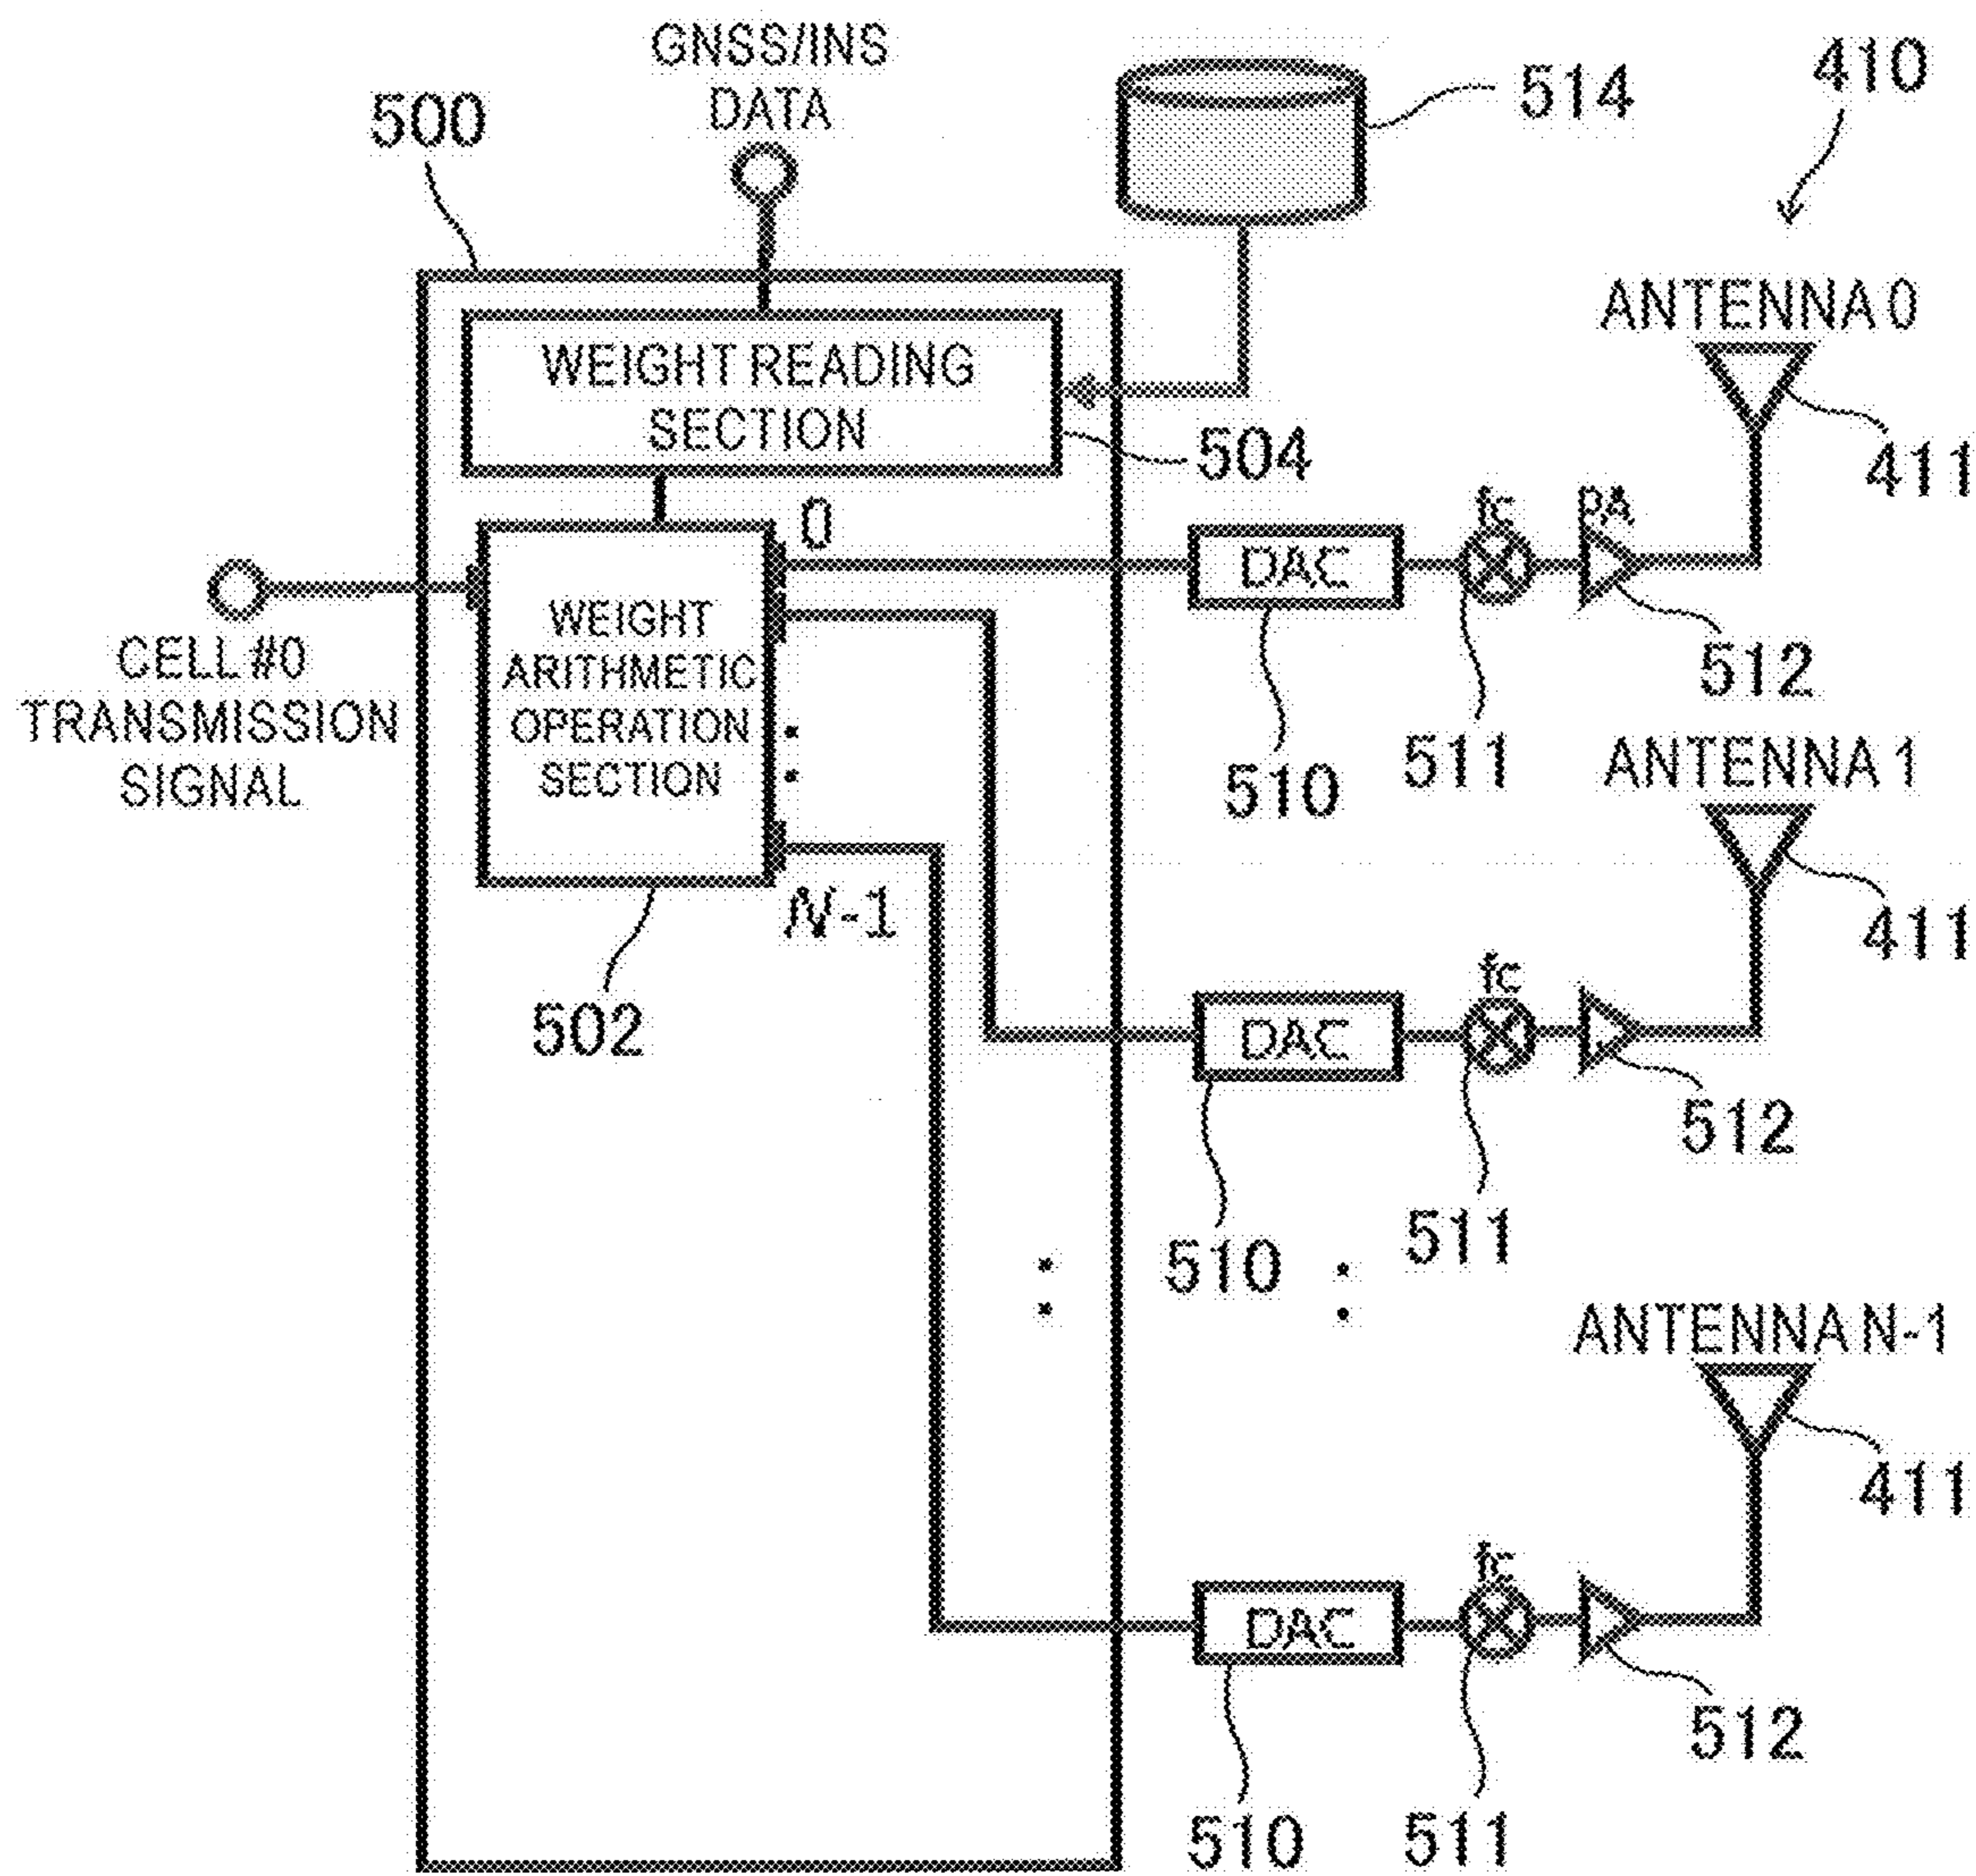 GNSS/INS
DATA
500
514
410
ANTENNA 0
WEIGHT READING
SECTION
504
411
0
fc
PA
DAC
CELL #0
TRANSMISSION
SIGNAL
WEIGHT
ARITHMETIC
OPERATION
SECTION
510
511
512
ANTENNA 1
N-1
411
502
fc
DAC
512
510
511
ANTENNA N-1
411
fc
DAC
512
510
511